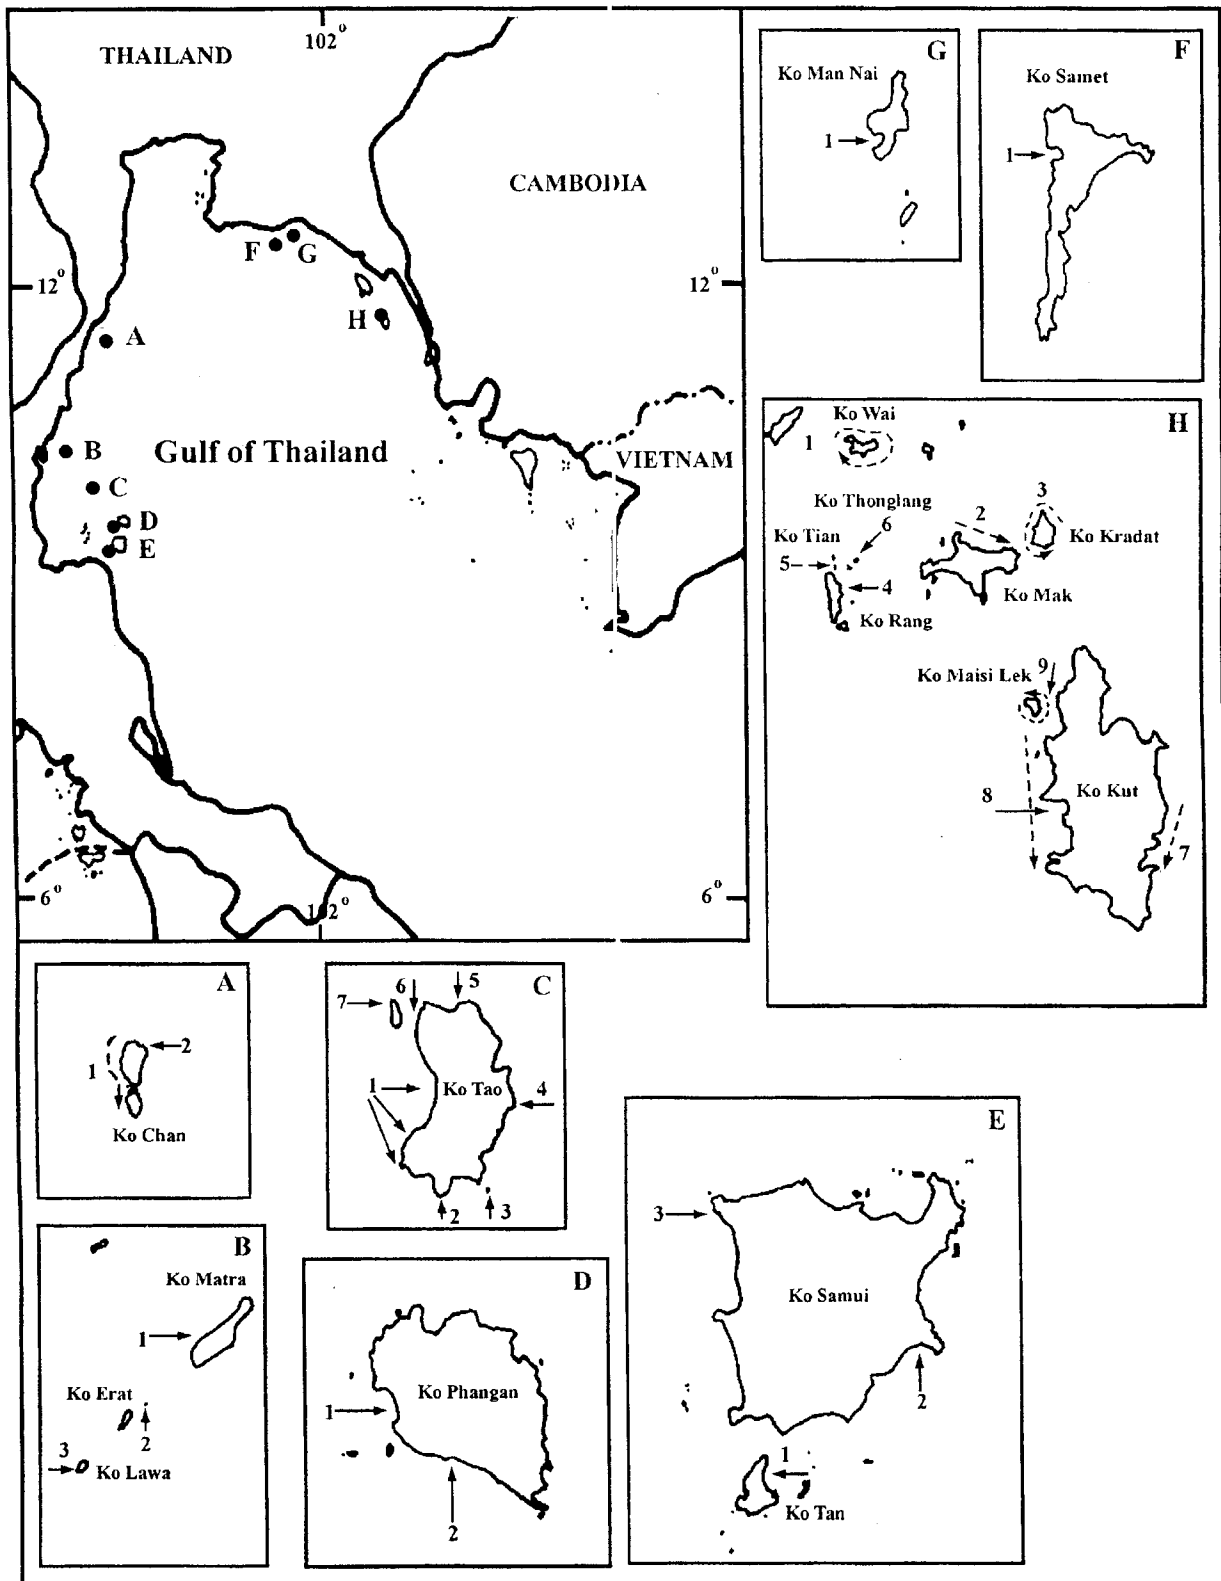 102°
THAILAND
CAMBODIA
F
G
12°
12°
H
A
B
Gulf of Thailand
VIETNAM
C
D
E
6°
102°
6°
G
Ko Man Nai
1
F
Ko Samet
1
H
Ko Wai
1
Ko Thonglang
3
2
6
Ko Tian
Ko Kradat
5
4
Ko Mak
Ko Rang
Ko Maisi Lek
9
Ko Kut
8
7
A
2
1
Ko Chan
C
6
5
7
1
Ko Tao
4
2
3
B
Ko Matra
1
Ko Erat
2
3
Ko Lawa
D
Ko Phangan
1
2
E
3
Ko Samui
2
1
Ko Tan